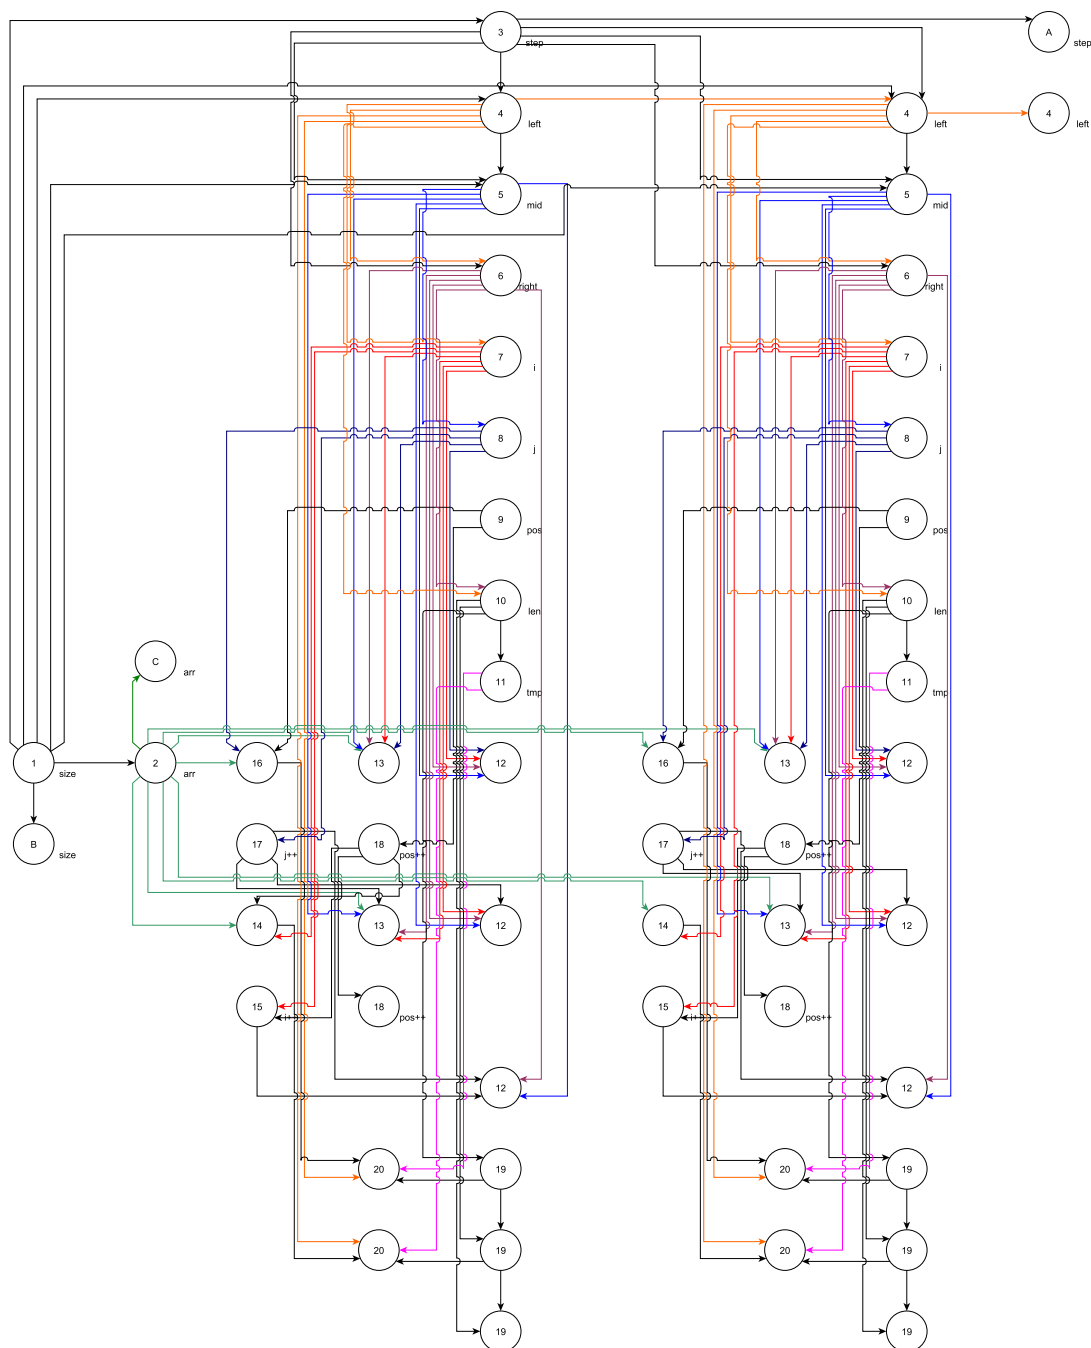 3
step
A
step
4
left
4
left
4
left
5
mid
5
mid
6
right
6
right
7
i
7
i
8
j
8
j
9
pos
9
pos
10
len
10
len
C
arr
11
tmp
11
tmp
1
size
2
arr
16
13
12
16
13
12
B
size
17
j++
18
pos++
17
j++
18
pos++
14
13
12
14
13
12
15
18
pos++
15
18
pos++
12
12
20
19
20
19
20
19
20
19
19
19